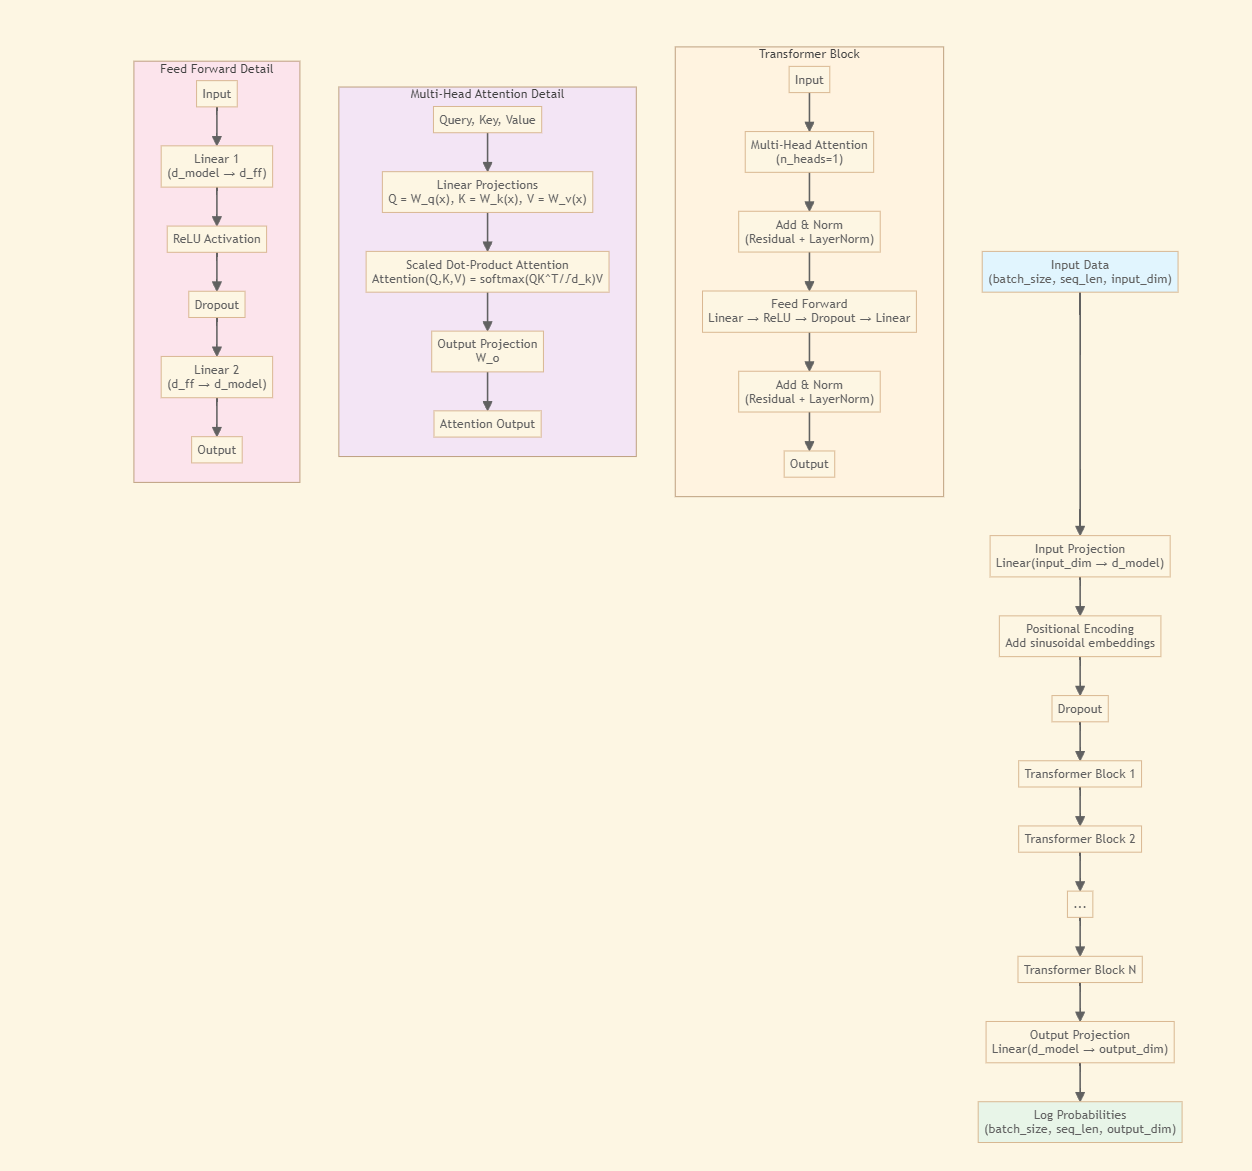 Feed Forward Detail
Input
Linear 1
(d_model → d_ff)
ReLU Activation
Dropout
Linear 2
(d_ff → d_model)
Output
Multi-Head Attention Detail
Query, Key, Value
Linear Projections
Q = W_q(x), K = W_k(x), V = W_v(x)
Scaled Dot-Product Attention
Attention(Q,K,V) = softmax(QK^T/√d_k)V
Output Projection
W_o
Attention Output
Transformer Block
Input
Multi-Head Attention
(n_heads=1)
Add & Norm
(Residual + LayerNorm)
Feed Forward
Linear → ReLU → Dropout → Linear
Add & Norm
(Residual + LayerNorm)
Output
Input Data
(batch_size, seq_len, input_dim)
Input Projection
Linear(input_dim → d_model)
Positional Encoding
Add sinusoidal embeddings
Dropout
Transformer Block 1
Transformer Block 2
...
Transformer Block N
Output Projection
Linear(d_model → output_dim)
Log Probabilities
(batch_size, seq_len, output_dim)